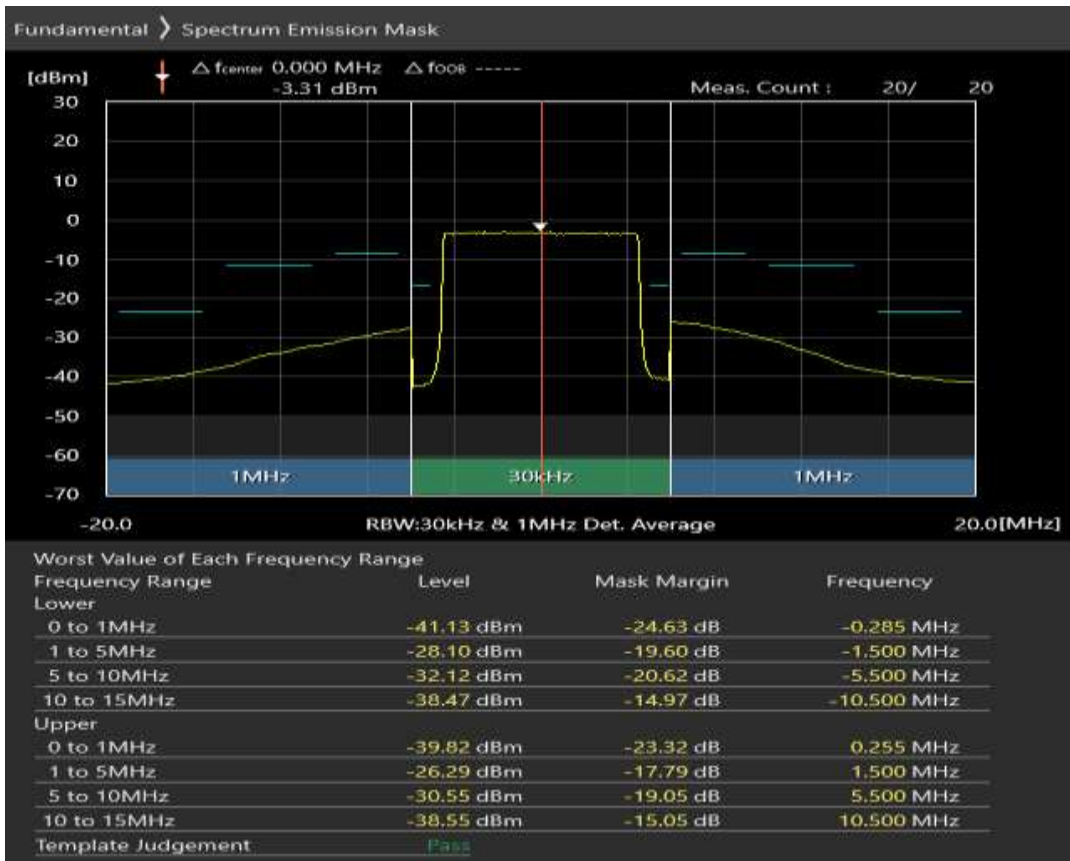 Fundamental ❭ Spectrum Emission Mask
△ fcenter 0.000 MHz △ fOOB -----
[dBm] -3.31 dBm Meas. Count : 20/ 20
30
20
10
0
-10
-20
-30
-40
-50
-60
1MHz 30kHz 1MHz
-70
-20.0 RBW:30kHz & 1MHz Det. Average 20.0[MHz]
Worst Value of Each Frequency Range
Frequency Range Level Mask Margin Frequency
Lower
0 to 1MHz -41.13 dBm -24.63 dB -0.285 MHz
1 to 5MHz -28.10 dBm -19.60 dB -1.500 MHz
5 to 10MHz -32.12 dBm -20.62 dB -5.500 MHz
10 to 15MHz -38.47 dBm -14.97 dB -10.500 MHz
Upper
0 to 1MHz -39.82 dBm -23.32 dB 0.255 MHz
1 to 5MHz -26.29 dBm -17.79 dB 1.500 MHz
5 to 10MHz -30.55 dBm -19.05 dB 5.500 MHz
10 to 15MHz -38.55 dBm -15.05 dB 10.500 MHz
Template Judgement Pass